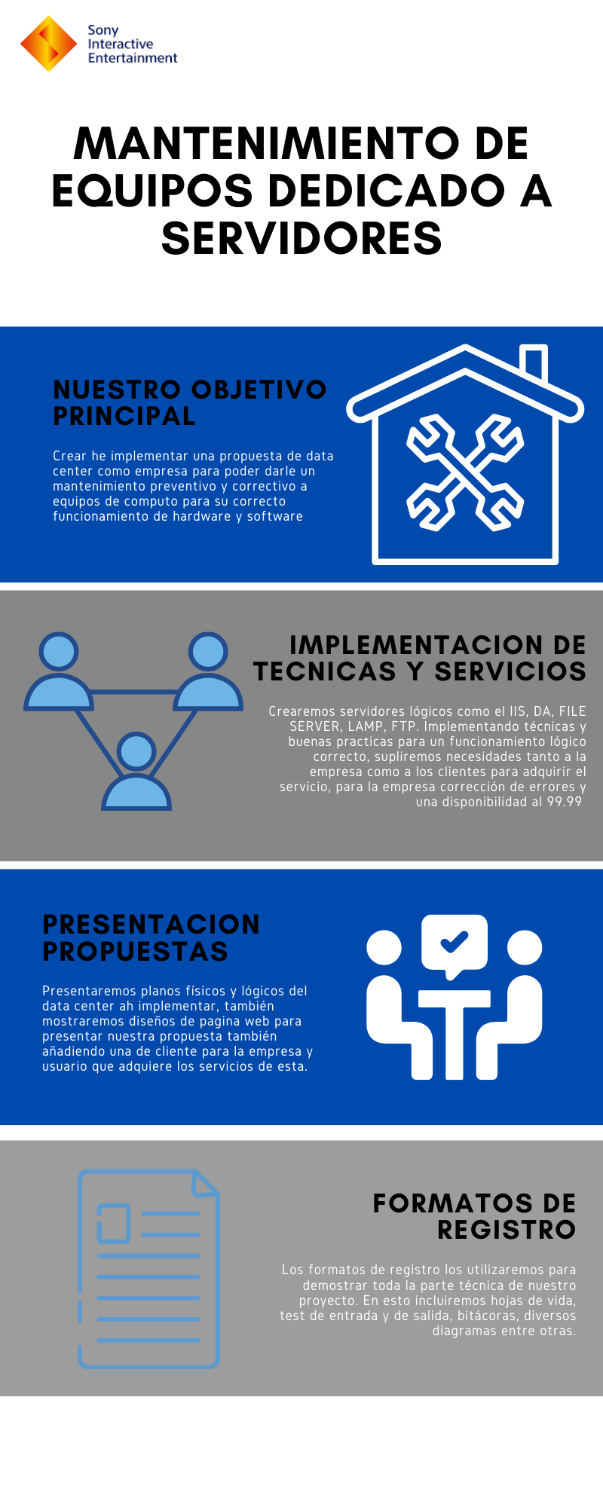 Sony
Interactive
Entertainment
MANTENIMIENTO DE
EQUIPOS DEDICADO A
SERVIDORES
NUESTRO OBJETIVO
PRINCIPAL
Crear he implementar una propuesta de data
center como empresa para poder darle un
mantenimiento preventivo y correctivo a
equipos de computo para su correcto
funcionamiento de hardware y software
IMPLEMENTACION DE
TECNICAS Y SERVICIOS
Crearemos servidores lógicos como el IIS, DA, FILE
SERVER, LAMP, FTP. Implementando técnicas y
buenas practicas para un funcionamiento lógico
correcto, supliremos necesidades tanto a la
empresa como a los clientes para adquirir el
servicio, para la empresa corrección de errores y
una disponibilidad al 99.99
PRESENTACION
PROPUESTAS
Presentaremos planos físicos y lógicos del
data center ah implementar, también
mostraremos diseños de pagina web para
presentar nuestra propuesta también
añadiendo una de cliente para la empresa y
usuario que adquiere los servicios de esta.
FORMATOS DE
REGISTRO
Los formatos de registro los utilizaremos para
demostrar toda la parte técnica de nuestro
proyecto. En esto incluiremos hojas de vida,
test de entrada y de salida, bitácoras, diversos
diagramas entre otras.